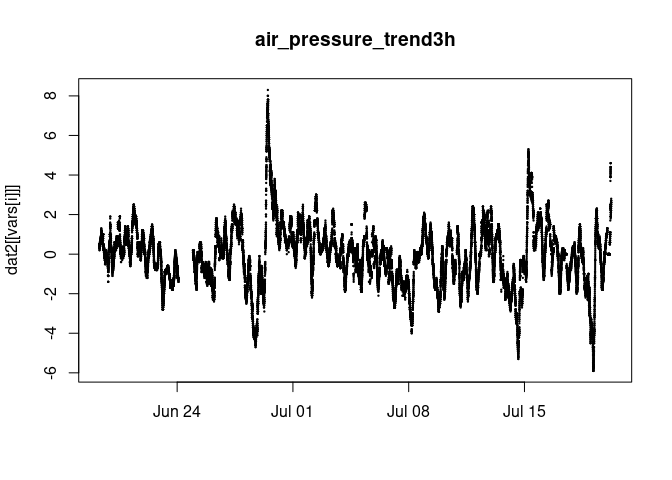 air_pressure_trend3h
dat2[[vars[i]]]
8
6
4
2
0
-2
-4
-6
Jun 24
Jul 01
Jul 08
Jul 15